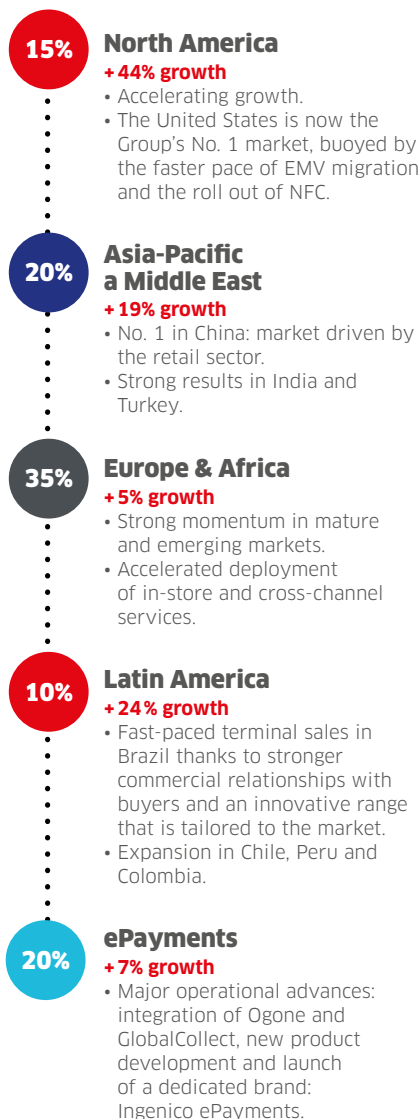 15%
North America
+ 44% growth
• Accelerating growth.
• The United States is now the
Group's No. 1 market, buoyed by
the faster pace of EMV migration
and the roll out of NFC.
20%
Asia-Pacific
a Middle East
+ 19% growth
• No. 1 in China: market driven by
the retail sector.
• Strong results in India and
Turkey.
35%
Europe & Africa
+ 5% growth
• Strong momentum in mature
and emerging markets.
• Accelerated deployment
of in-store and cross-channel
services.
10%
Latin America
+ 24% growth
• Fast-paced terminal sales in
Brazil thanks to stronger
commercial relationships with
buyers and an innovative range
that is tailored to the market.
• Expansion in Chile, Peru and
Colombia.
20%
ePayments
+ 7% growth
• Major operational advances:
integration of Ogone and
GlobalCollect, new product
development and launch
of a dedicated brand:
Ingenico ePayments.